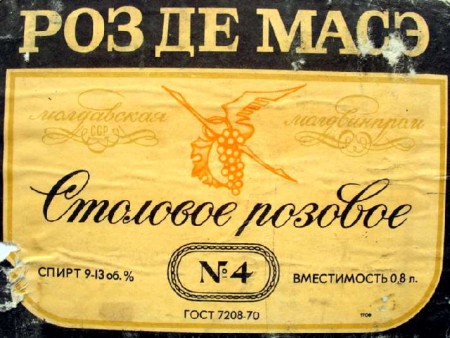 РОЗ ДЕ МАСЭ
Молдавская
ССР
Молдвинпром
Столовое розовое
СПИРТ 9-13 об. %
№4
ВМЕСТИМОСТЬ 0,8 л.
ГОСТ 7208-70